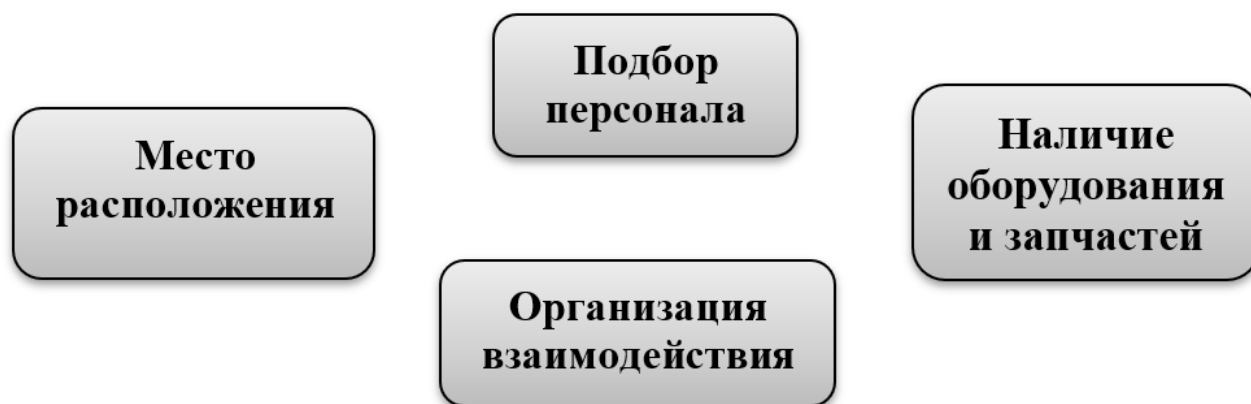 Подбор
персонала
Место
расположения
Наличие
оборудования
и запчастей
Организация
взаимодействия